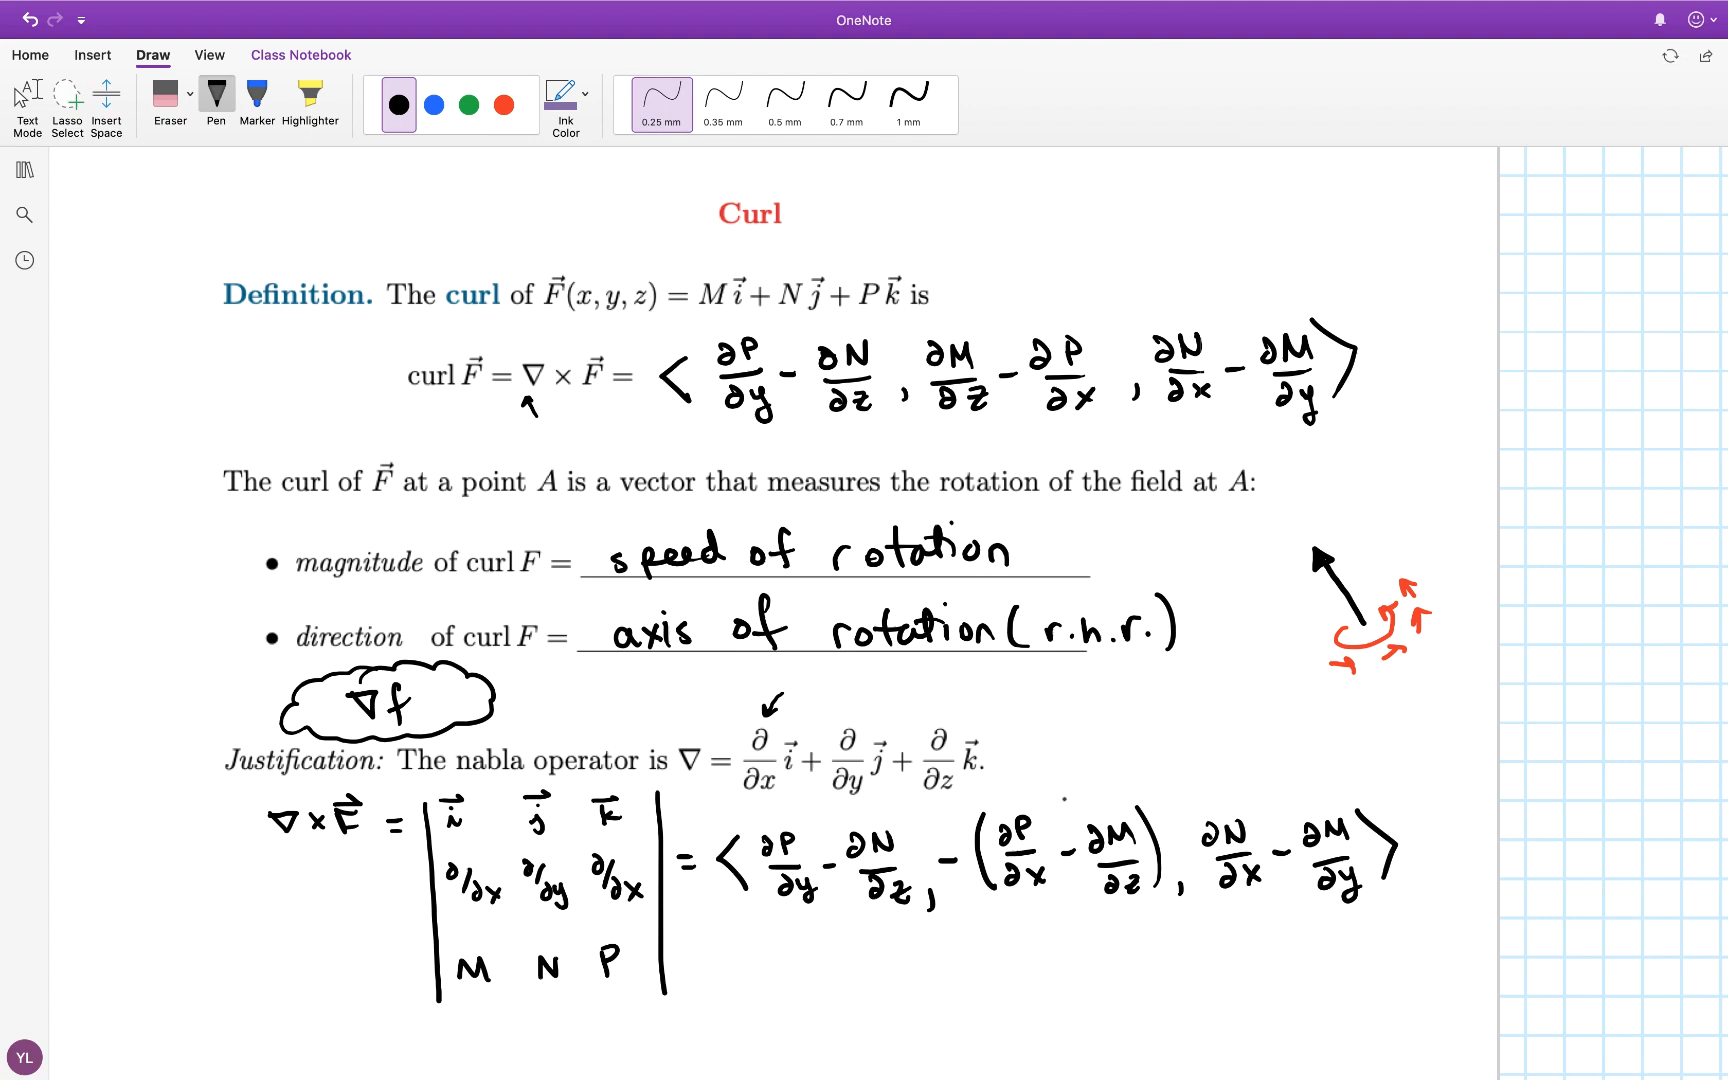 OneNote
Home Insert Draw View Class Notebook
Text Mode Lasso Select Insert Space Eraser Pen Marker Highlighter Ink Color 0.25 mm 0.35 mm 0.5 mm 0.7 mm 1 mm
Curl
Definition. The curl of F⃗(x, y, z) = M i⃗ + N j⃗ + P k⃗ is
curl F⃗ = ∇ × F⃗ = < ∂P/∂y - ∂N/∂z , ∂M/∂z - ∂P/∂x , ∂N/∂x - ∂M/∂y >
The curl of F⃗ at a point A is a vector that measures the rotation of the field at A:
• magnitude of curl F = speed of rotation
• direction of curl F = axis of rotation (r.h.r.)
∇f
Justification: The nabla operator is ∇ = ∂/∂x i⃗ + ∂/∂y j⃗ + ∂/∂z k⃗.
∇ × F⃗ = | i⃗ j⃗ k⃗ | = < ∂P/∂y - ∂N/∂z , - (∂P/∂x - ∂M/∂z) , ∂N/∂x - ∂M/∂y >
∂/∂x ∂/∂y ∂/∂x
M N P
YL